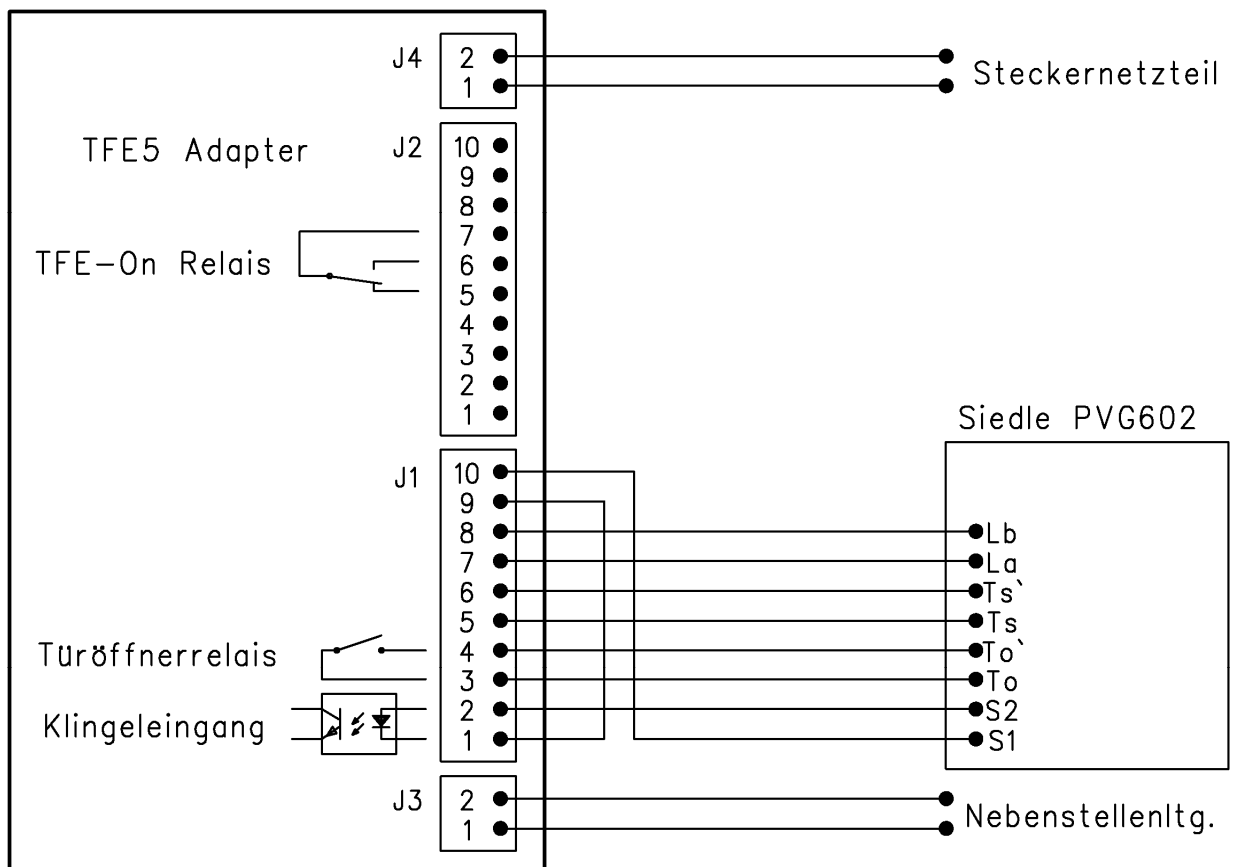 J4
2
1
Steckernetzteil
TFE5 Adapter
J2
10
9
8
7
6
5
4
3
2
1
TFE-On Relais
Siedle PVG602
J1
10
9
8
7
6
5
4
3
2
1
Lb
La
Ts`
Ts
To`
To
S2
S1
Türöffnerrelais
Klingeleingang
J3
2
1
Nebenstellenltg.